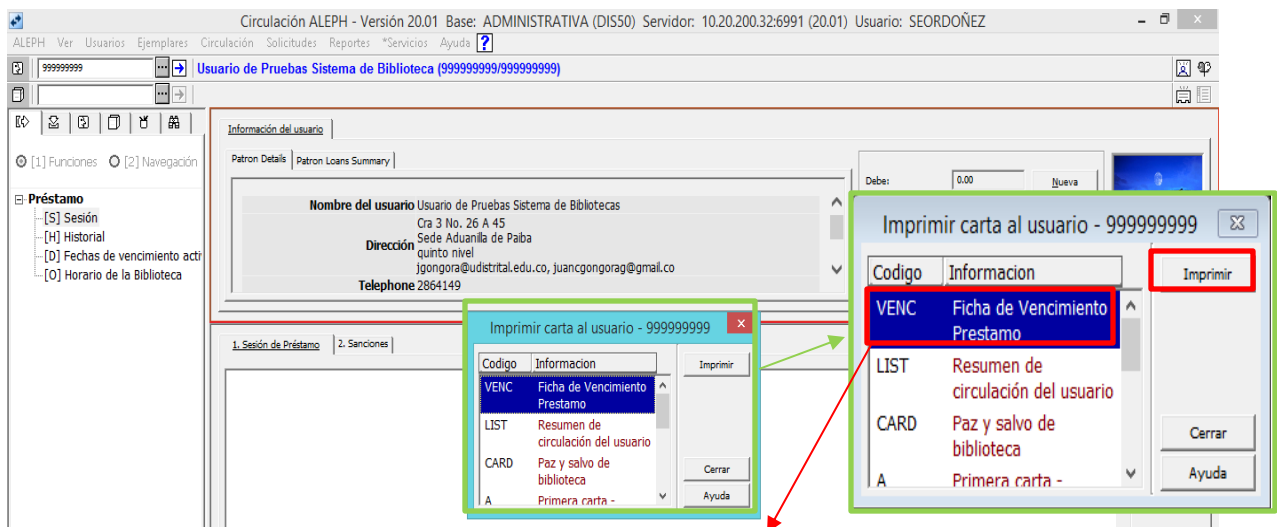 Circulación ALEPH - Versión 20.01 Base: ADMINISTRATIVA (DIS50) Servidor: 10.20.200.32:6991 (20.01) Usuario: SEORDOÑEZ
ALEPH Ver Usuarios Ejemplares Circulación Solicitudes Reportes *Servicios Ayuda ?
999999999 ... Usuario de Pruebas Sistema de Biblioteca (999999999/999999999)
...
[1] Funciones [2] Navegación
Préstamo
[S] Sesión
[H] Historial
[D] Fechas de vencimiento acti
[O] Horario de la Biblioteca
Información del usuario
Patron Details Patron Loans Summary
Nombre del usuario Usuario de Pruebas Sistema de Bibliotecas
Dirección Cra 3 No. 26 A 45
Sede Aduanilla de Paiba
quinto nivel
jgongora@udistrital.edu.co, juancgongorag@gmail.co
Telephone 2864149
Debe: 0.00 Nueva
1. Sesión de Préstamo 2. Sanciones
Imprimir carta al usuario - 999999999
Codigo Informacion Imprimir
VENC Ficha de Vencimiento
Prestamo
LIST Resumen de
circulación del usuario
CARD Paz y salvo de
biblioteca
A Primera carta -
Cerrar
Ayuda
Imprimir carta al usuario - 999999999
Codigo Informacion Imprimir
VENC Ficha de Vencimiento
Prestamo
LIST Resumen de
circulación del usuario
CARD Paz y salvo de
biblioteca
A Primera carta -
Cerrar
Ayuda